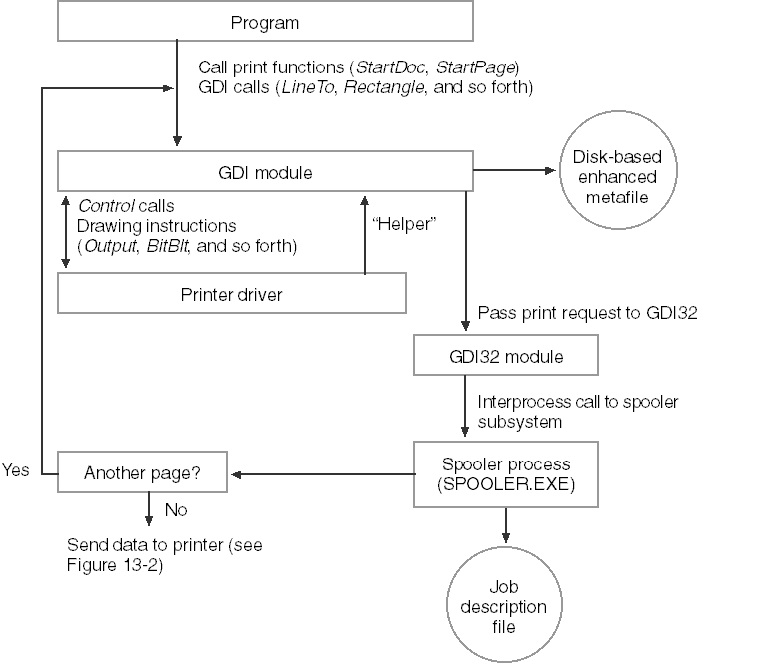 Program
Call print functions (StartDoc, StartPage)
GDI calls (LineTo, Rectangle, and so forth)
GDI module
Disk-based
enhanced
metafile
Control calls
Drawing instructions
(Output, BitBlt, and so forth)
“Helper”
Printer driver
Pass print request to GDI32
GDI32 module
Interprocess call to spooler
subsystem
Yes
Another page?
Spooler process
(SPOOLER.EXE)
No
Send data to printer (see
Figure 13-2)
Job
description
file